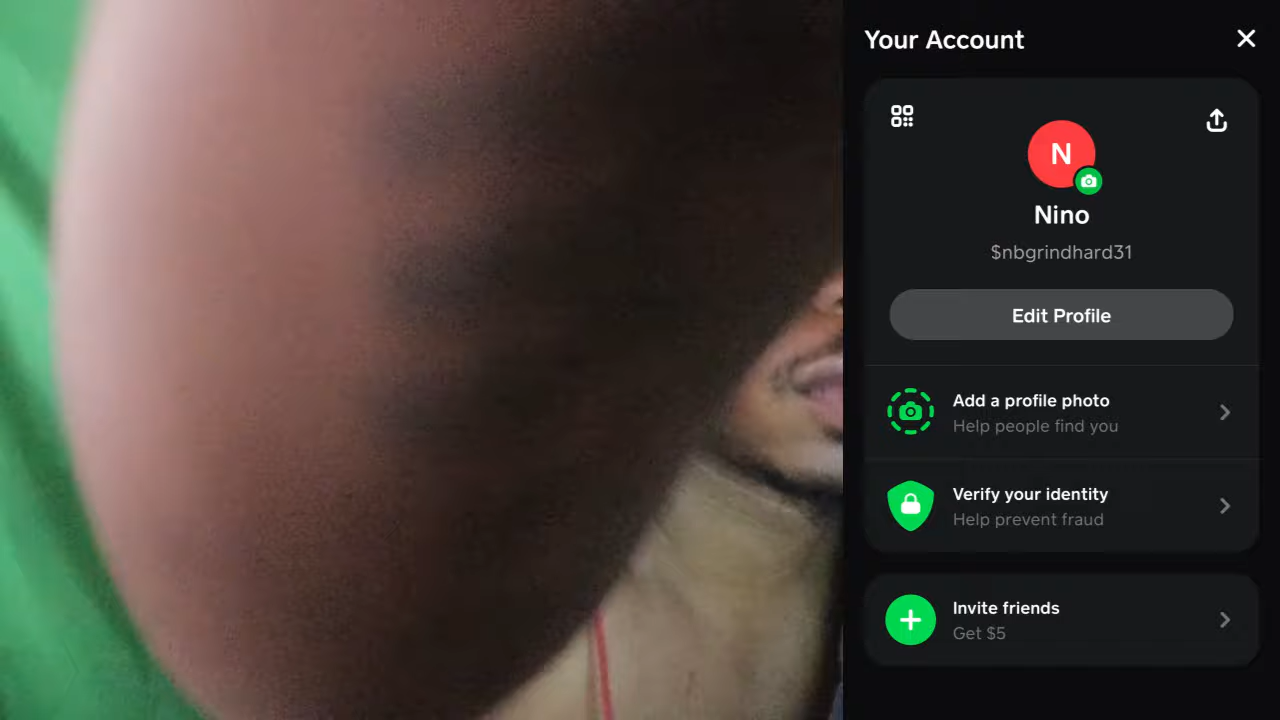 Your Account
N
Nino
$nbgrindhard31
Edit Profile
Add a profile photo
Help people find you
Verify your identity
Help prevent fraud
Invite friends
Get $5